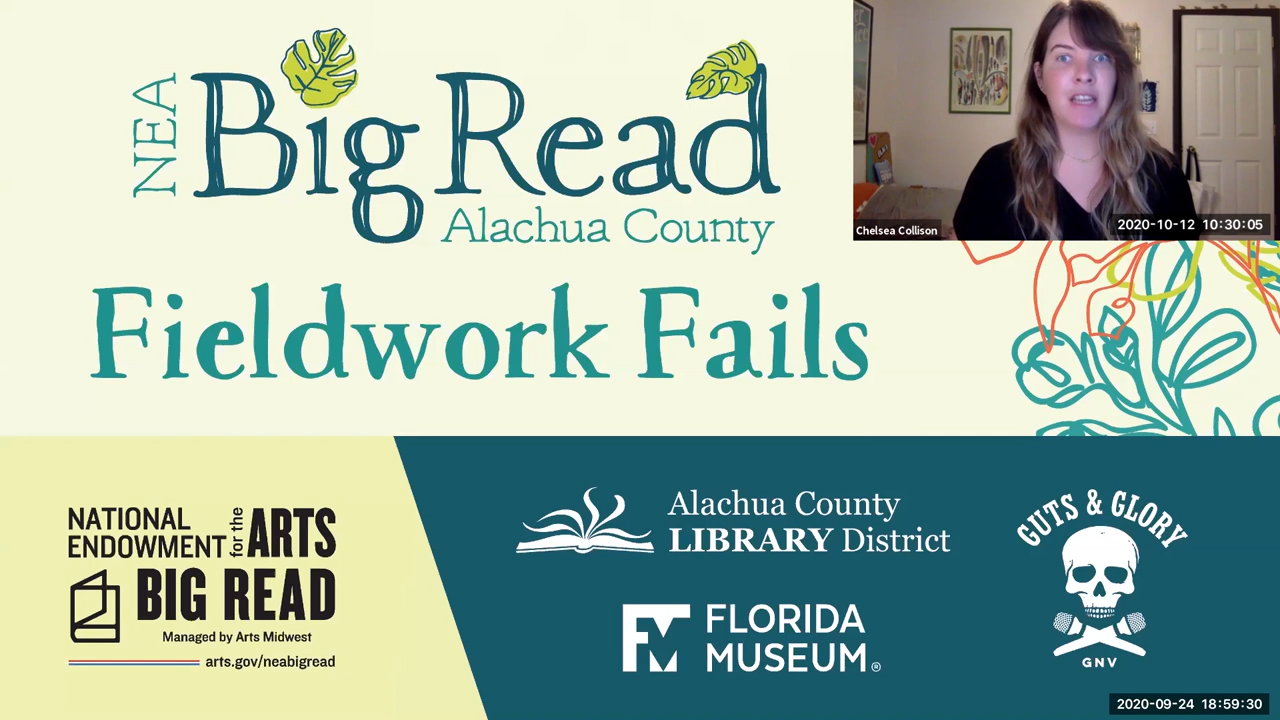 NEA
Big Read
Alachua County
Fieldwork Fails
Chelsea Collison
2020-10-12 10:30:05
NATIONAL
ENDOWMENT
for the
ARTS
BIG READ
Managed by Arts Midwest
arts.gov/neabigread
Alachua County
LIBRARY District
FLORIDA
MUSEUM®
GUTS & GLORY
GNV
2020-09-24 18:59:30